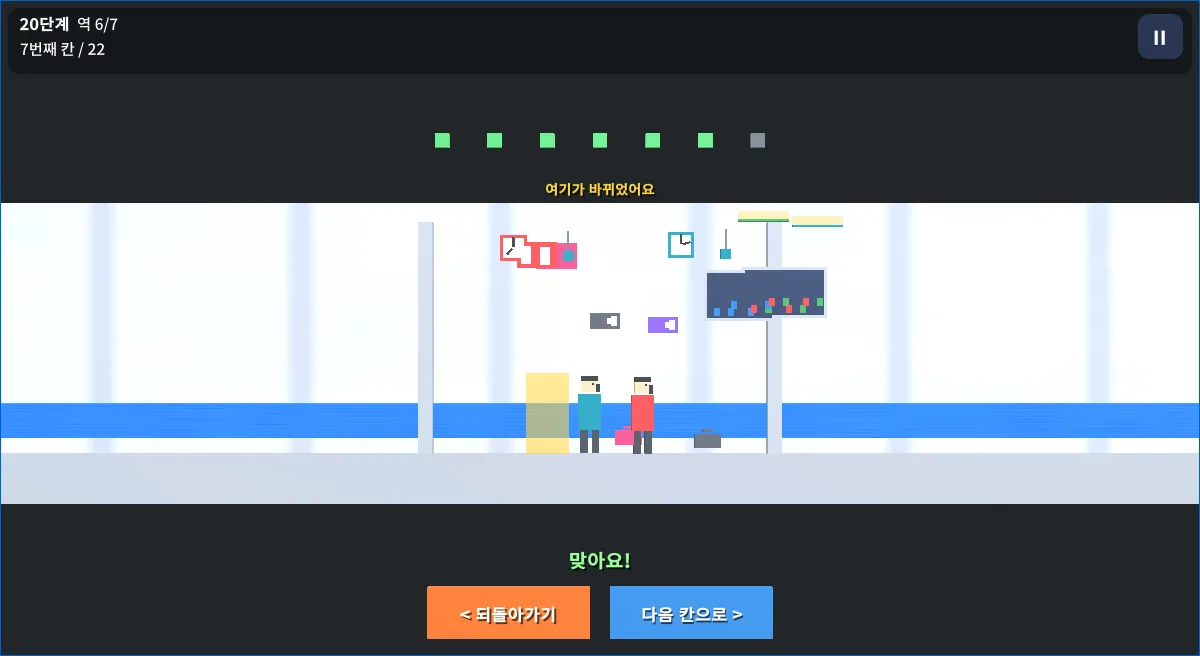 20단계 역 6/7
7번째 칸 / 22
여기가 바뀌었어요
맞아요!
< 되돌아가기
다음 칸으로 >